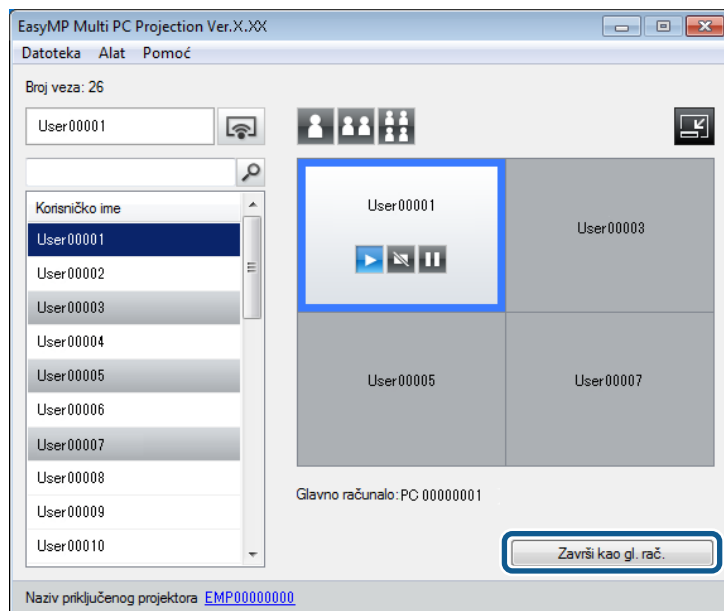 EasyMP Multi PC Projection Ver.X.XX
Datoteka Alat Pomoć
Broj veza: 26
User00001
Korisničko ime
User00001
User00002
User00003
User00004
User00005
User00006
User00007
User00008
User00009
User00010
User00001
User00003
User00005
User00007
Glavno računalo: PC 00000001
Završi kao gl. rač.
Naziv priključenog projektora EMP00000000